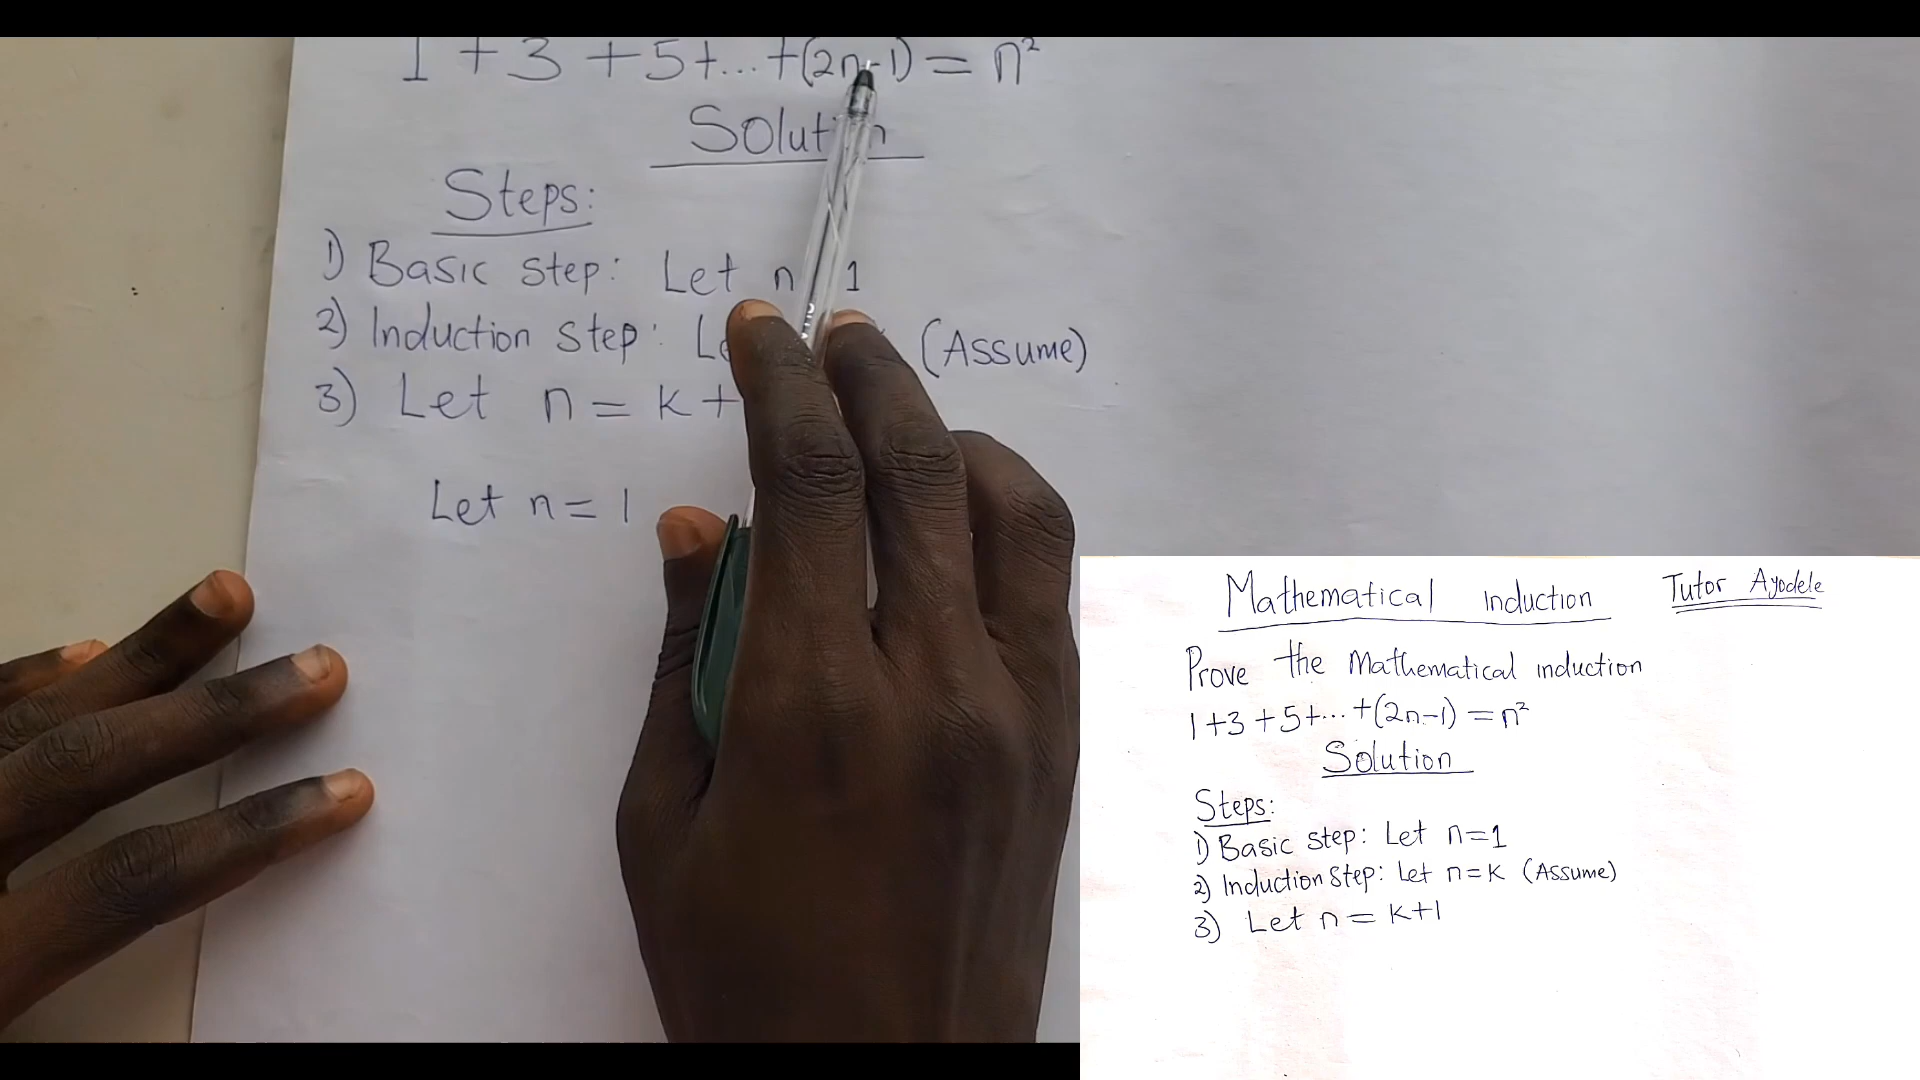 1 + 3 + 5 + ... + (2n-1) = n²
Solut n
Steps:
1) Basic step: Let n 1
2) Induction step: (Assume)
3) Let n = k +
Let n = 1
Mathematical induction
Tutor Ayodele
Prove the Mathematical induction
1 + 3 + 5 + ... + (2n-1) = n²
Solution
Steps:
1) Basic step: Let n=1
2) Induction step: Let n=k (Assume)
3) Let n = k+1